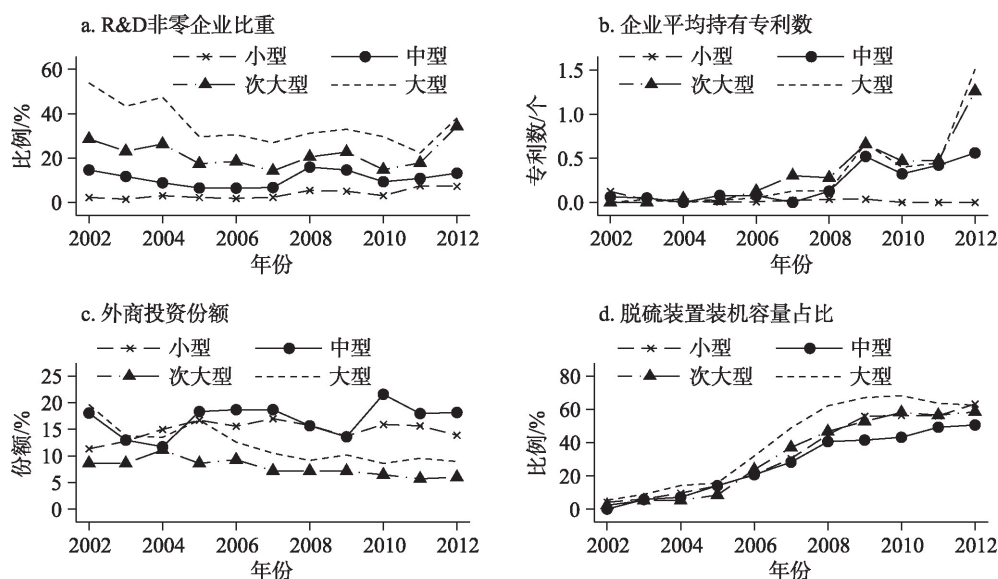 a. R&D非零企业比重
小型
中型
次大型
大型
比例/%
60
40
20
0
2002 2004 2006 2008 2010 2012
年份
b. 企业平均持有专利数
小型
中型
次大型
大型
专利数/个
1.5
1.0
0.5
0.0
2002 2004 2006 2008 2010 2012
年份
c. 外商投资份额
小型
中型
次大型
大型
份额/%
25
20
15
10
5
0
2002 2004 2006 2008 2010 2012
年份
d. 脱硫装置装机容量占比
小型
中型
次大型
大型
比例/%
80
60
40
20
0
2002 2004 2006 2008 2010 2012
年份